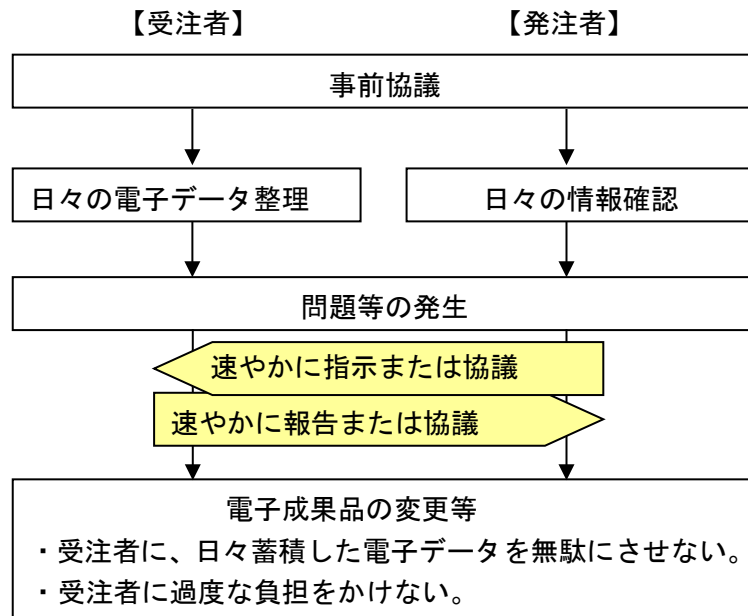 【受注者】 【発注者】
事前協議
日々の電子データ整理 日々の情報確認
問題等の発生
速やかに指示または協議
速やかに報告または協議
電子成果品の変更等
・受注者に、日々蓄積した電子データを無駄にさせない。
・受注者に過度な負担をかけない。